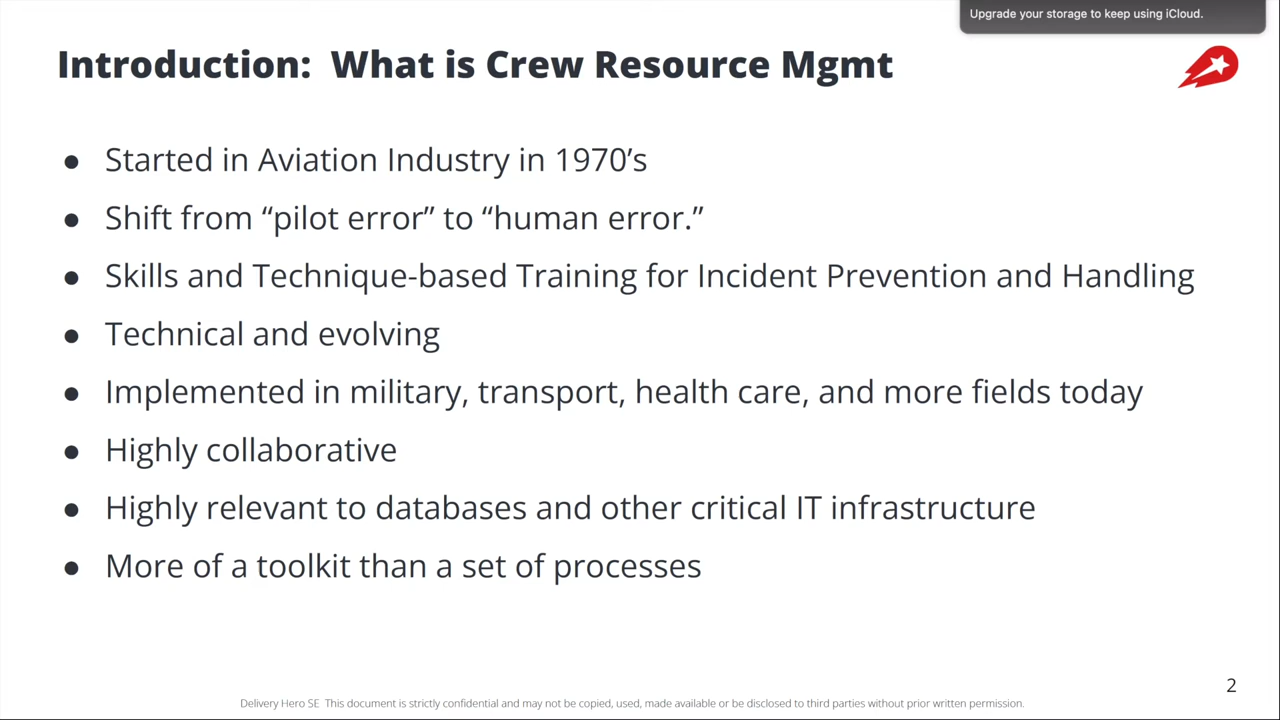 Upgrade your storage to keep using iCloud.
Introduction:  What is Crew Resource Mgmt
● Started in Aviation Industry in 1970’s
● Shift from “pilot error” to “human error.”
● Skills and Technique-based Training for Incident Prevention and Handling
● Technical and evolving
● Implemented in military, transport, health care, and more fields today
● Highly collaborative
● Highly relevant to databases and other critical IT infrastructure
● More of a toolkit than a set of processes
2
Delivery Hero SE  This document is strictly confidential and may not be copied, used, made available or be disclosed to third parties without prior written permission.